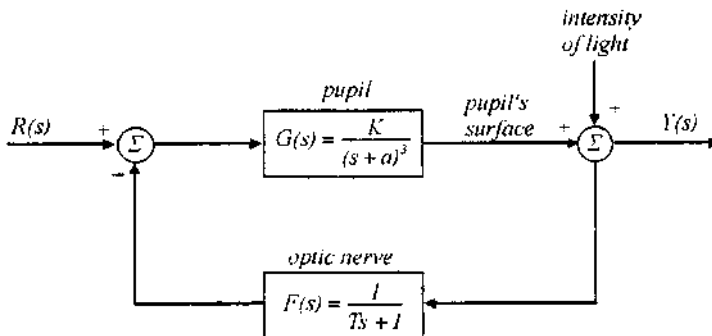 intensity
of light
pupil
pupil's
surface
R(s)
+
Σ
−
G(s) = K / (s + a)³
+
+
Σ
Y(s)
optic nerve
F(s) = 1 / Ts + 1